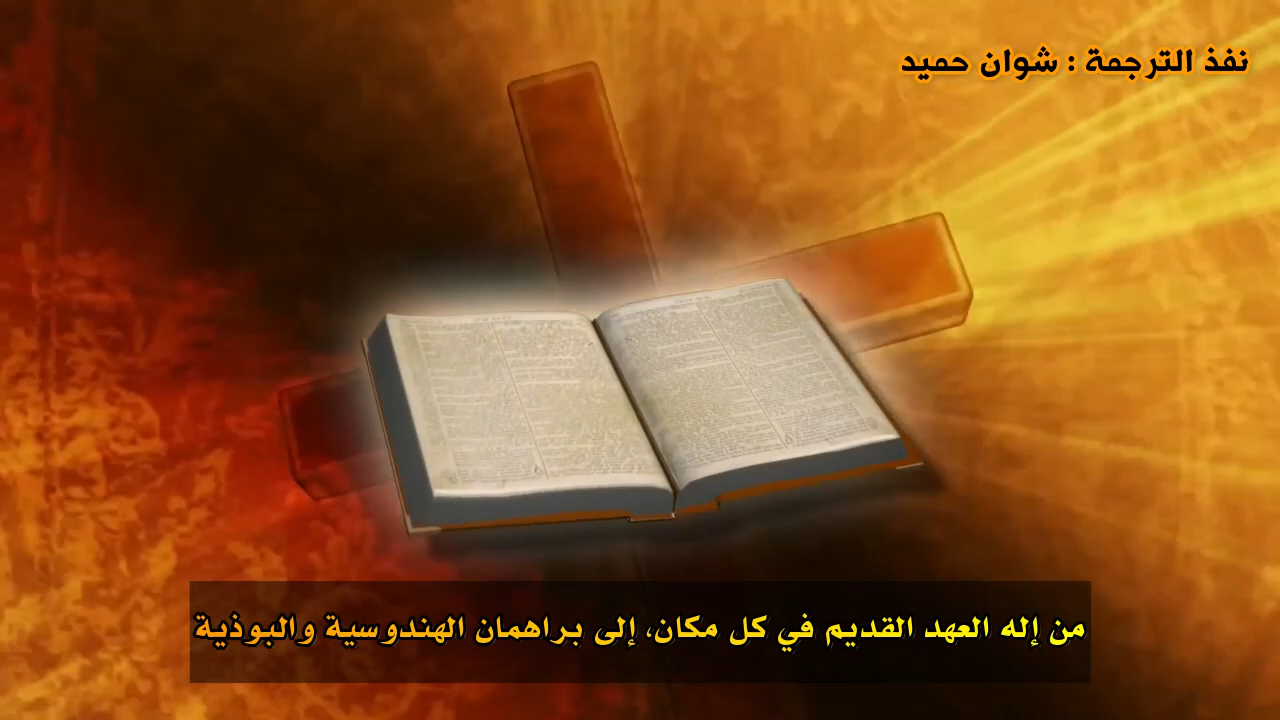 نفذ الترجمة : شوان حميد
من إله العهد القديم في كل مكان، إلى براهمان الهندوسية والبوذية